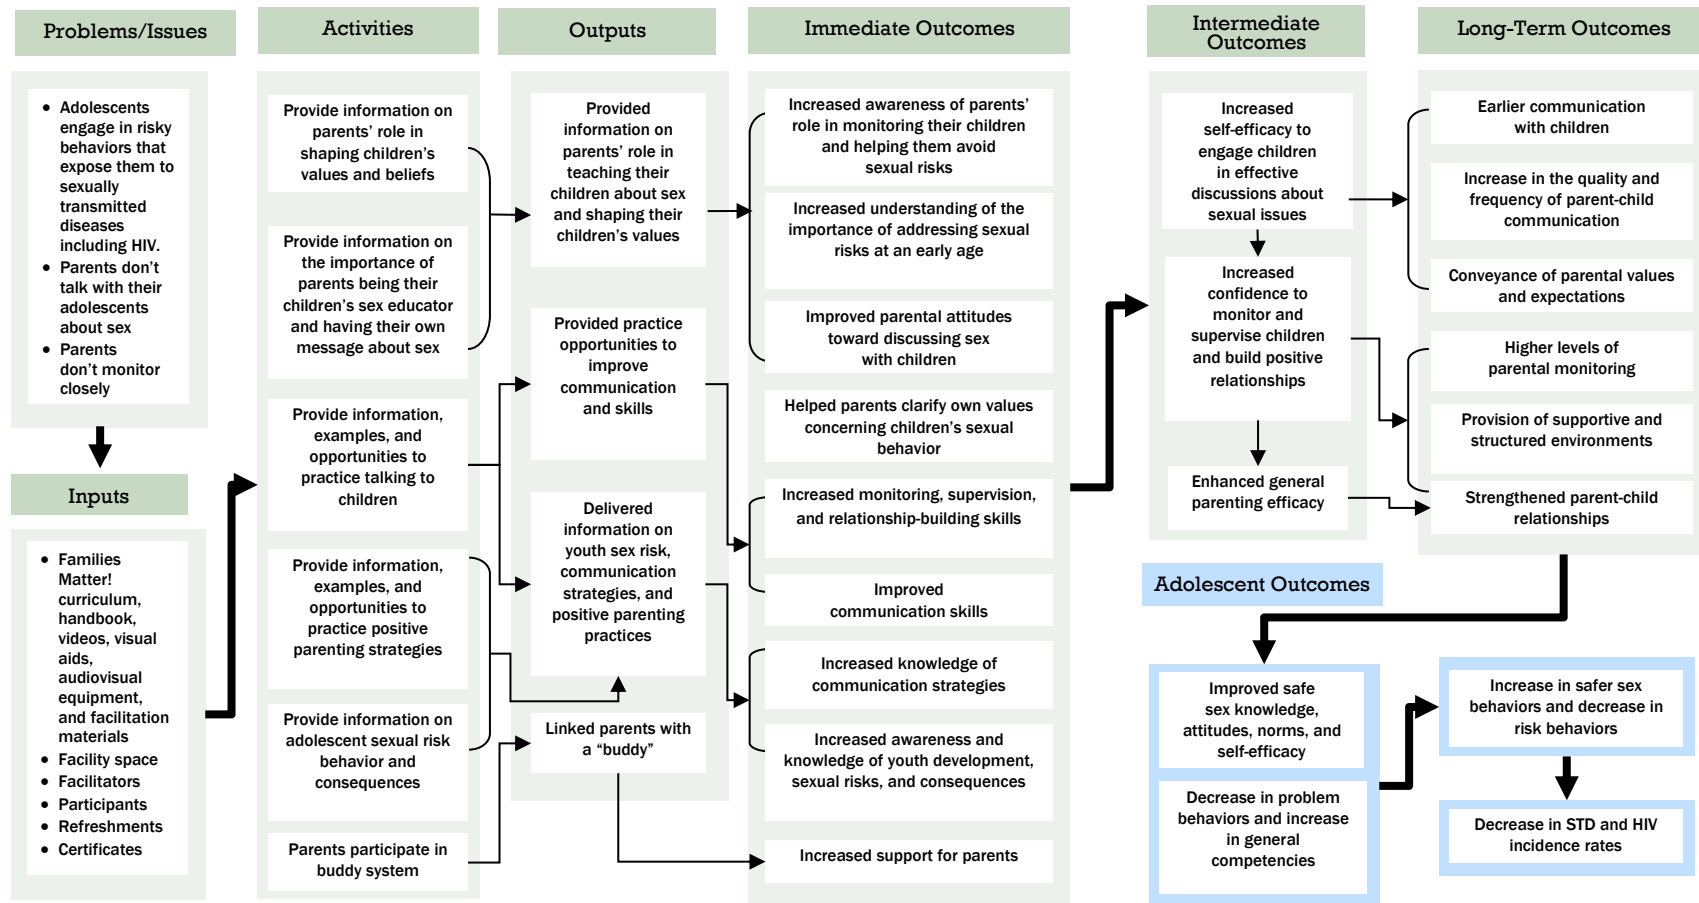 Problems/Issues
• Adolescents
engage in risky
behaviors that
expose them to
sexually
transmitted
diseases
including HIV.
• Parents don’t
talk with their
adolescents
about sex
• Parents
don’t monitor
closely
Inputs
• Families
Matter!
curriculum,
handbook,
videos, visual
aids,
audiovisual
equipment,
and facilitation
materials
• Facility space
• Facilitators
• Participants
• Refreshments
• Certificates
Activities
Provide information on
parents’ role in
shaping children’s
values and beliefs
Provide information on
the importance of
parents being their
children’s sex educator
and having their own
message about sex
Provide information,
examples, and
opportunities to
practice talking to
children
Provide information,
examples, and
opportunities to
practice positive
parenting strategies
Provide information on
adolescent sexual risk
behavior and
consequences
Parents participate in
buddy system
Outputs
Provided
information on
parents’ role in
teaching their
children about sex
and shaping their
children’s values
Provided practice
opportunities to
improve
communication
and skills
Delivered
information on
youth sex risk,
communication
strategies, and
positive parenting
practices
Linked parents with
a “buddy”
Immediate Outcomes
Increased awareness of parents’
role in monitoring their children
and helping them avoid
sexual risks
Increased understanding of the
importance of addressing sexual
risks at an early age
Improved parental attitudes
toward discussing sex
with children
Helped parents clarify own values
concerning children’s sexual
behavior
Increased monitoring, supervision,
and relationship-building skills
Improved
communication skills
Increased knowledge of
communication strategies
Increased awareness and
knowledge of youth development,
sexual risks, and consequences
Increased support for parents
Intermediate
Outcomes
Increased
self-efficacy to
engage children
in effective
discussions about
sexual issues
Increased
confidence to
monitor and
supervise children
and build positive
relationships
Enhanced general
parenting efficacy
Long-Term Outcomes
Earlier communication
with children
Increase in the quality and
frequency of parent-child
communication
Conveyance of parental values
and expectations
Higher levels of
parental monitoring
Provision of supportive and
structured environments
Strengthened parent-child
relationships
Adolescent Outcomes
Improved safe
sex knowledge,
attitudes, norms, and
self-efficacy
Decrease in problem
behaviors and increase
in general
competencies
Increase in safer sex
behaviors and decrease in
risk behaviors
Decrease in STD and HIV
incidence rates